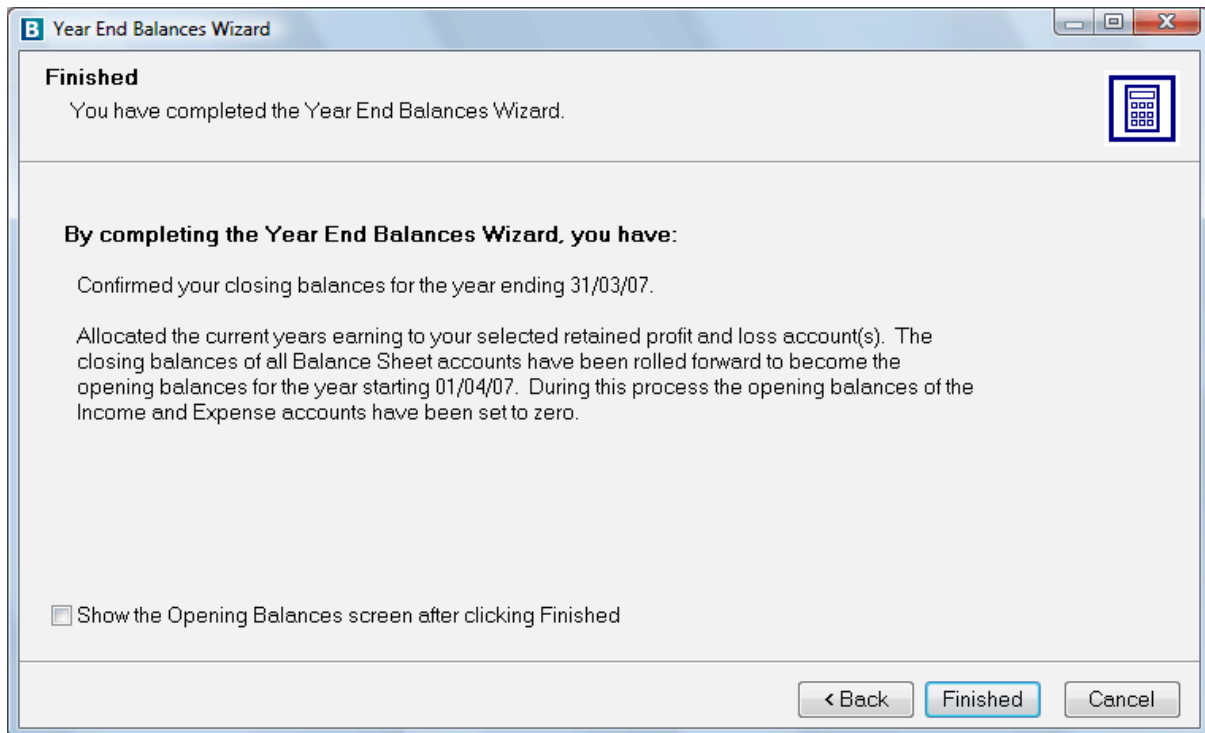 B Year End Balances Wizard
Finished
You have completed the Year End Balances Wizard.
By completing the Year End Balances Wizard, you have:
Confirmed your closing balances for the year ending 31/03/07.
Allocated the current years earning to your selected retained profit and loss account(s). The
closing balances of all Balance Sheet accounts have been rolled forward to become the
opening balances for the year starting 01/04/07. During this process the opening balances of the
Income and Expense accounts have been set to zero.
Show the Opening Balances screen after clicking Finished
< Back Finished Cancel